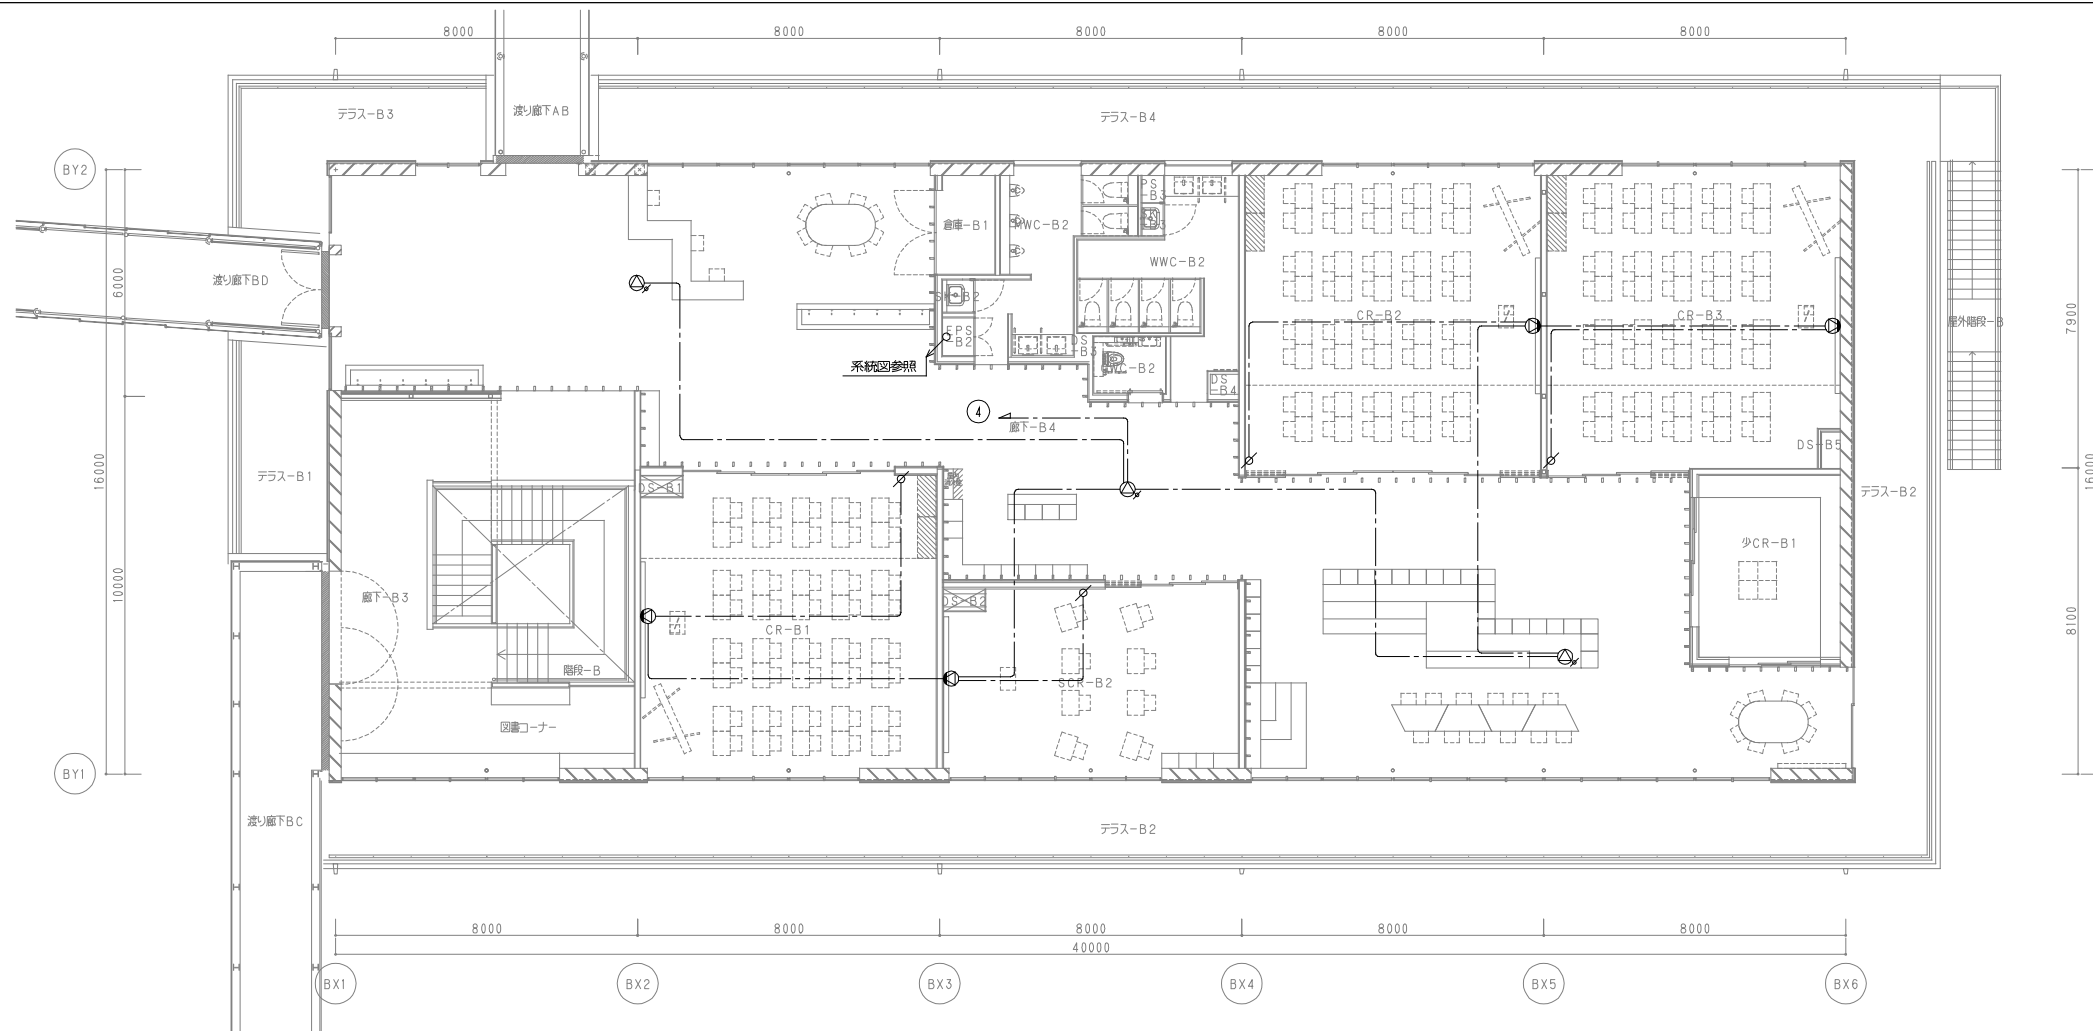 8000
8000
8000
8000
8000
テラス-B3
渡り廊下AB
テラス-B4
BY2
倉庫-B1
MWC-B2
PS
-B3
WWC-B2
渡り廊下BD
6000
7900
CR-B2
CR-B3
屋外階段-B
EPS
-B2
DS
-B3
系統図参照
DS
-B4
4
廊下-B4
DS-B5
16000
テラス-B1
DS-B1
テラス-B2
16000
少CR-B1
10000
廊下-B3
DS-B2
8100
CR-B1
階段-B
SCR-B2
図書コーナー
BY1
渡り廊下BC
テラス-B2
8000
8000
8000
8000
8000
40000
BX1
BX2
BX3
BX4
BX5
BX6